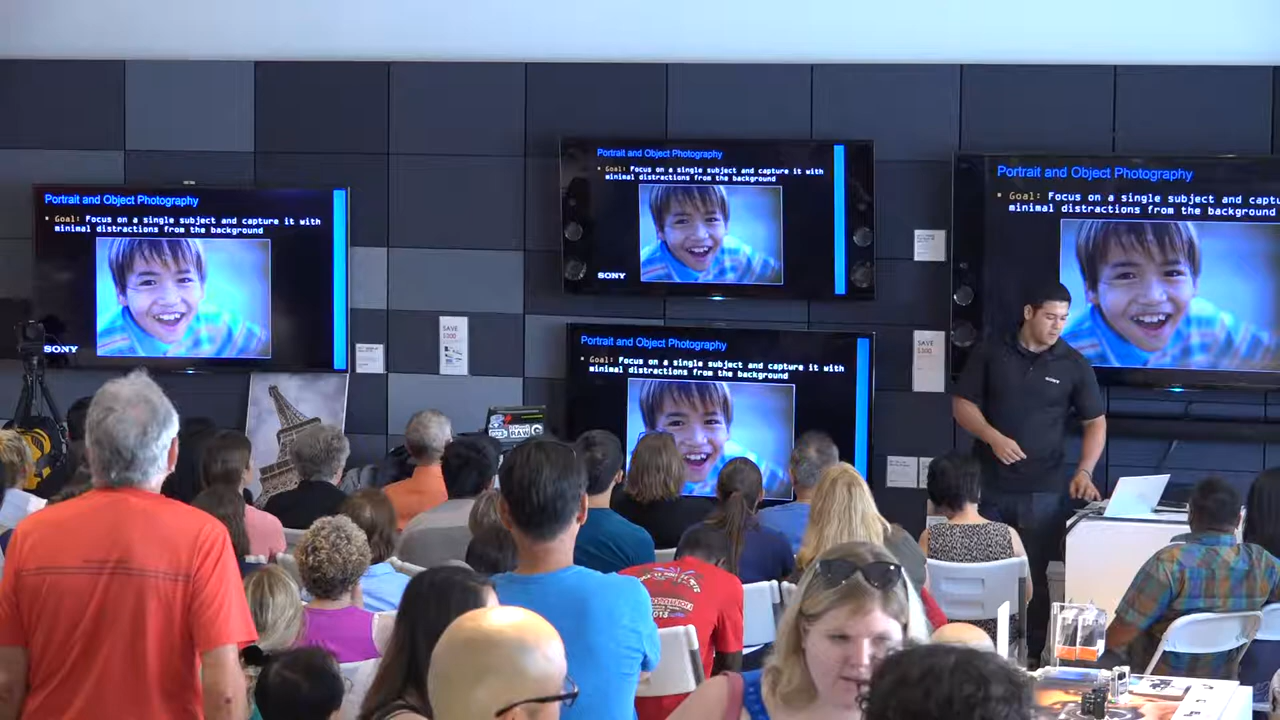 Portrait and Object Photography
Goal: Focus on a single subject and capture it with
minimal distractions from the background
SONY
Portrait and Object Photography
Goal: Focus on a single subject and capture it with
minimal distractions from the background
SONY
Portrait and Object Photography
Goal: Focus on a single subject and capture it with
minimal distractions from the background
Portrait and Object Photography
Goal: Focus on a single subject and captu
minimal distractions from the background
SAVE
$300
SAVE
RAW